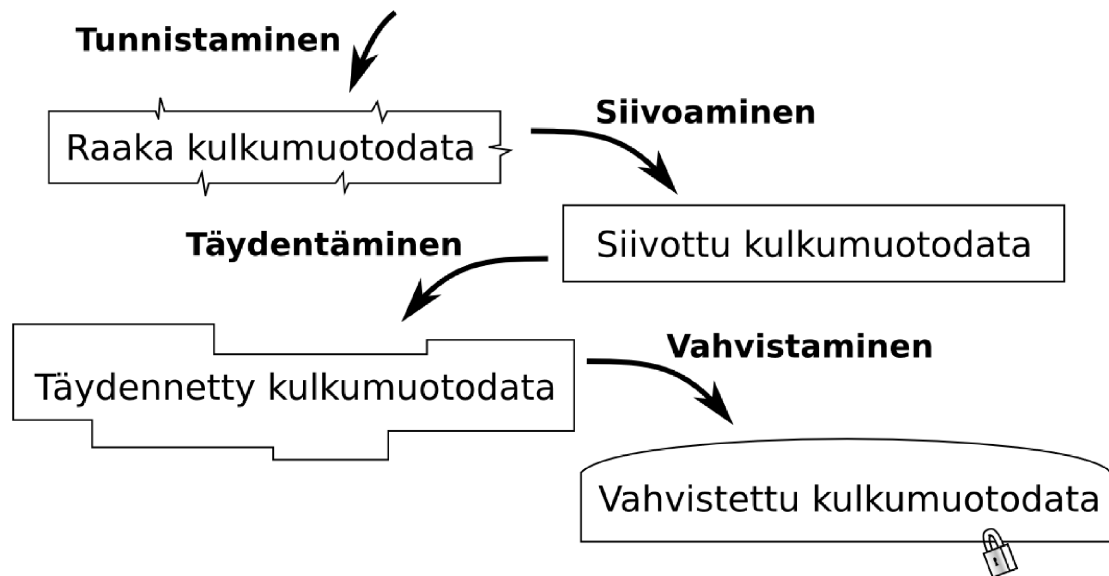 Tunnistaminen
Raaka kulkumuotodata
Siivoaminen
Siivottu kulkumuotodata
Täydentäminen
Täydennetty kulkumuotodata
Vahvistaminen
Vahvistettu kulkumuotodata